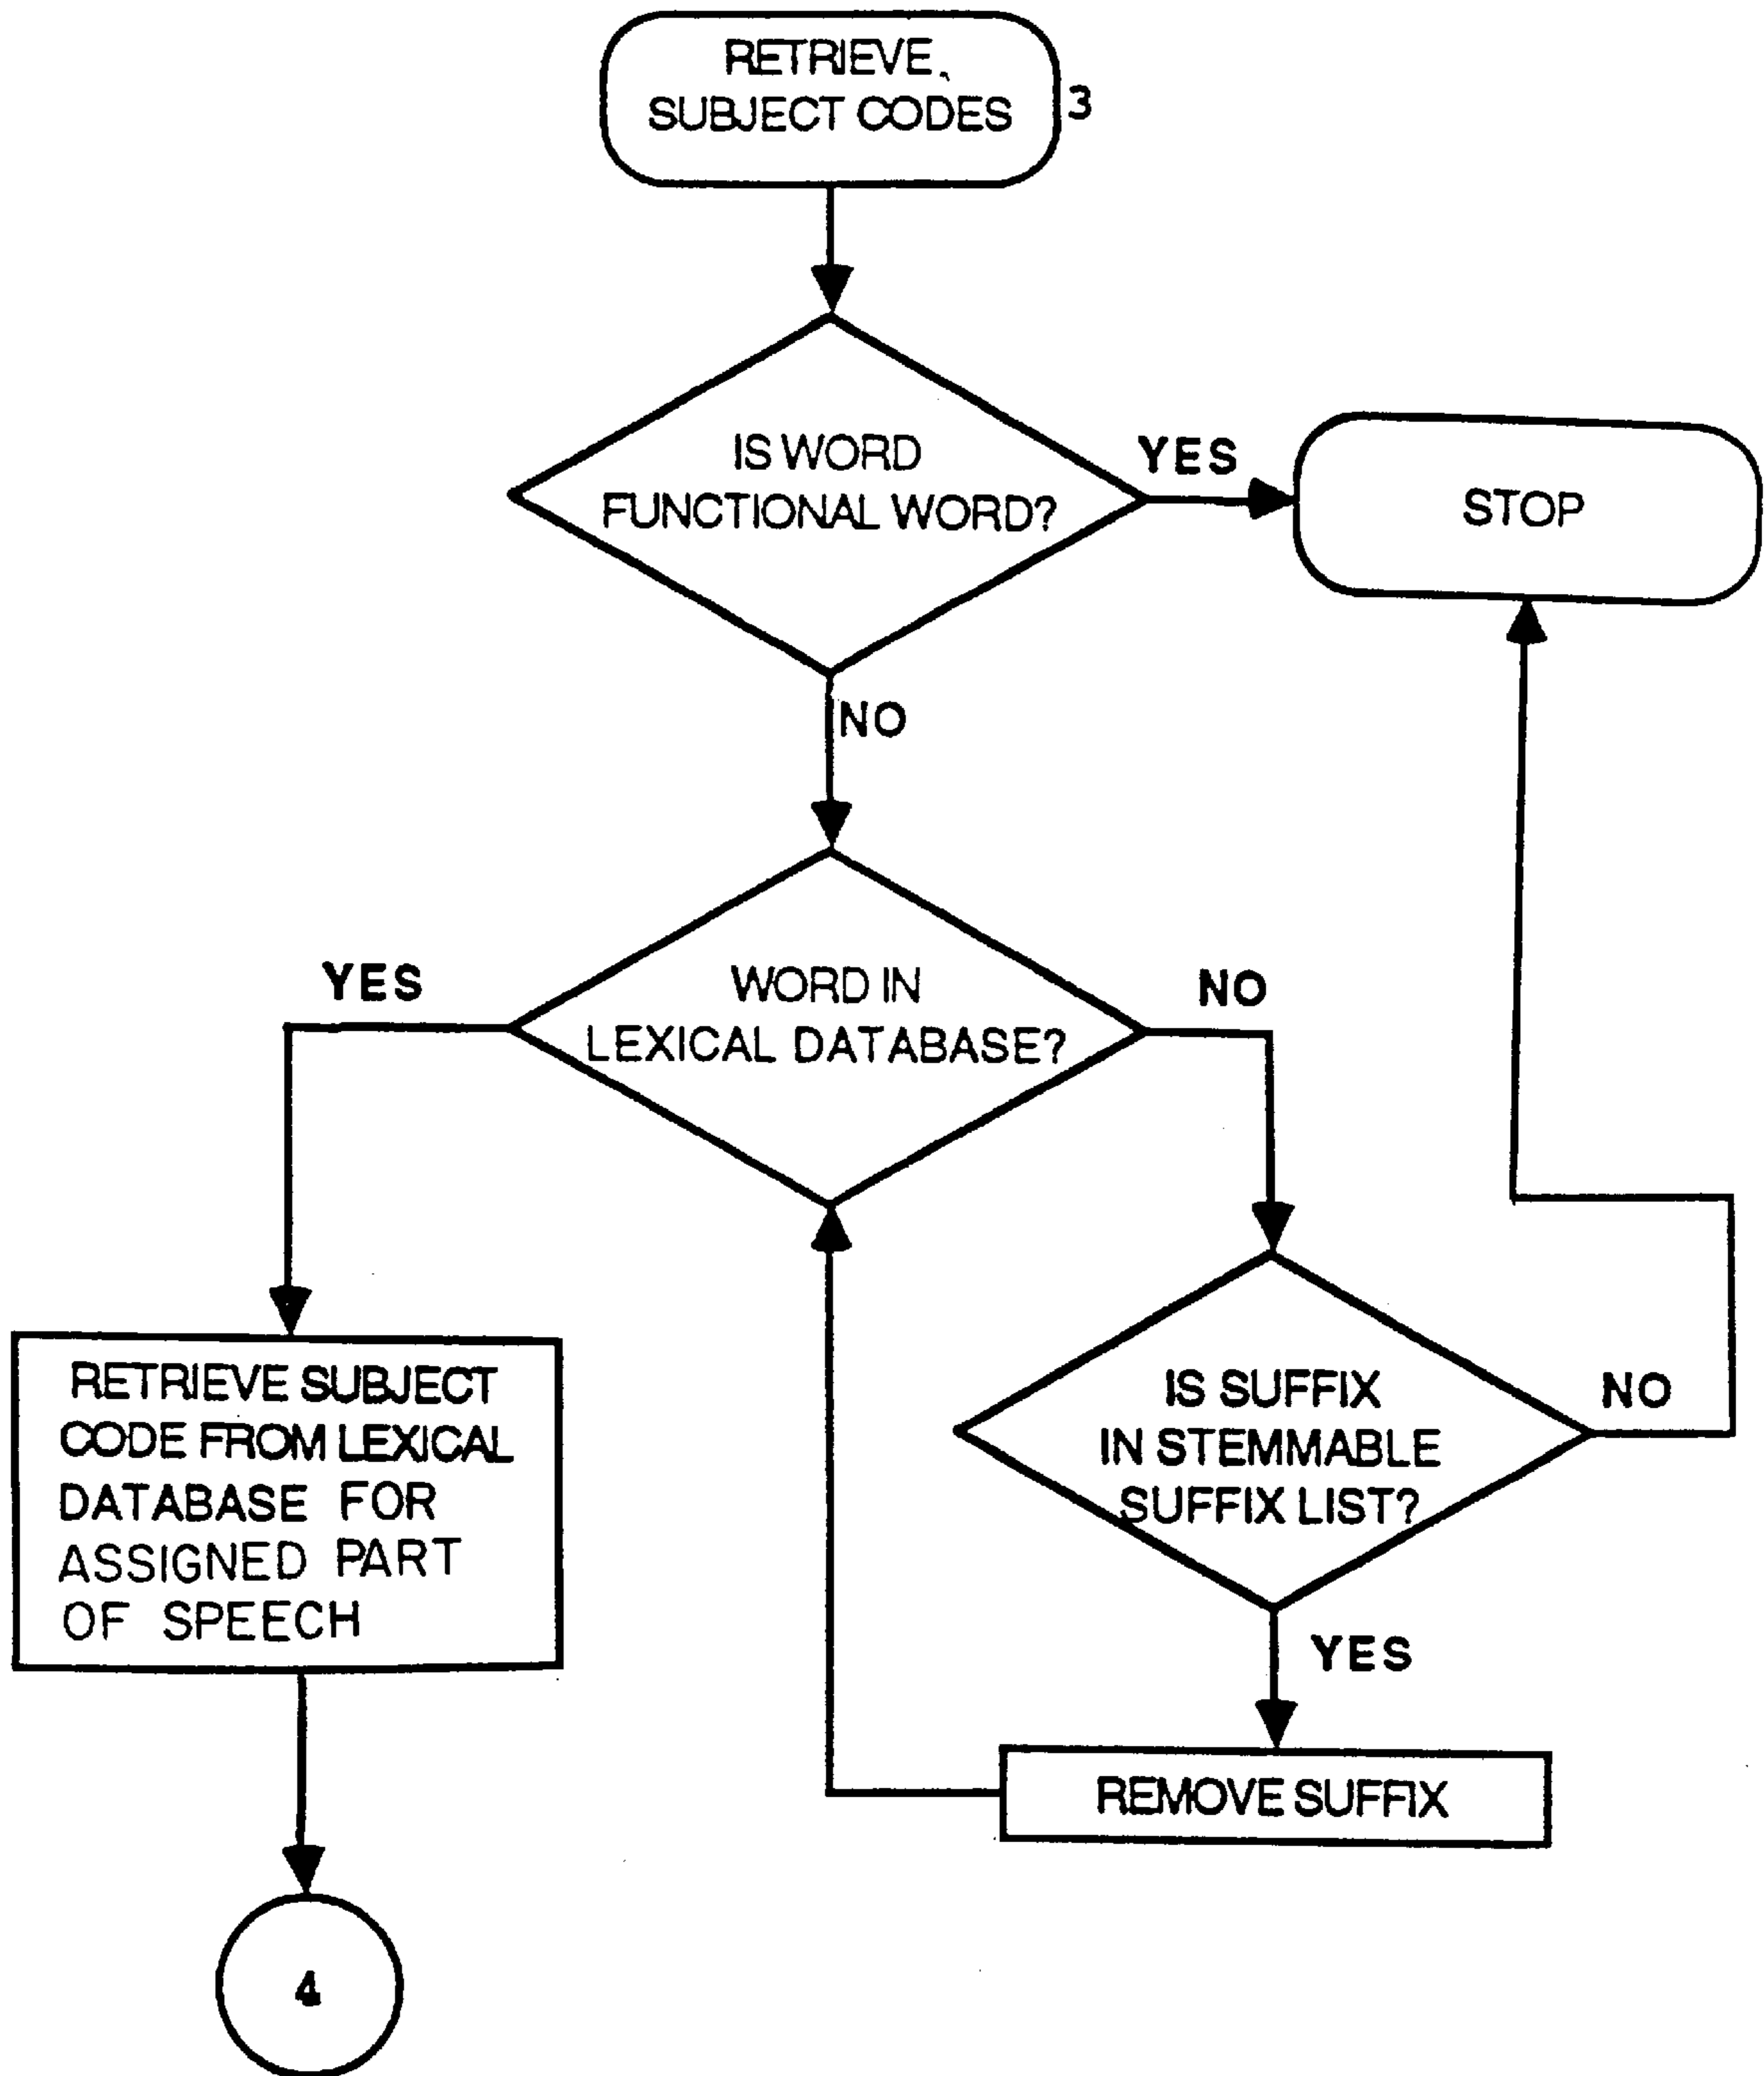 RETRIEVE
SUBJECT CODES
3
IS WORD
FUNCTIONAL WORD?
YES
STOP
NO
WORD IN
LEXICAL DATABASE?
YES
NO
RETRIEVE SUBJECT
CODE FROM LEXICAL
DATABASE FOR
ASSIGNED PART
OF SPEECH
IS SUFFIX
IN STEMMABLE
SUFFIX LIST?
NO
YES
REMOVE SUFFIX
4